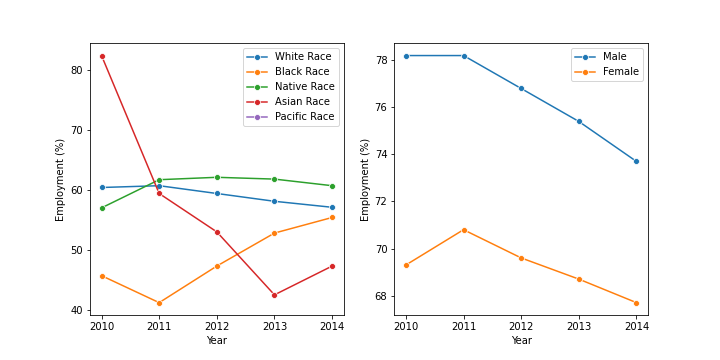 Employment (%)
80
70
60
50
40
2010 2011 2012 2013 2014
Year
White Race
Black Race
Native Race
Asian Race
Pacific Race
Employment (%)
78
76
74
72
70
68
2010 2011 2012 2013 2014
Year
Male
Female